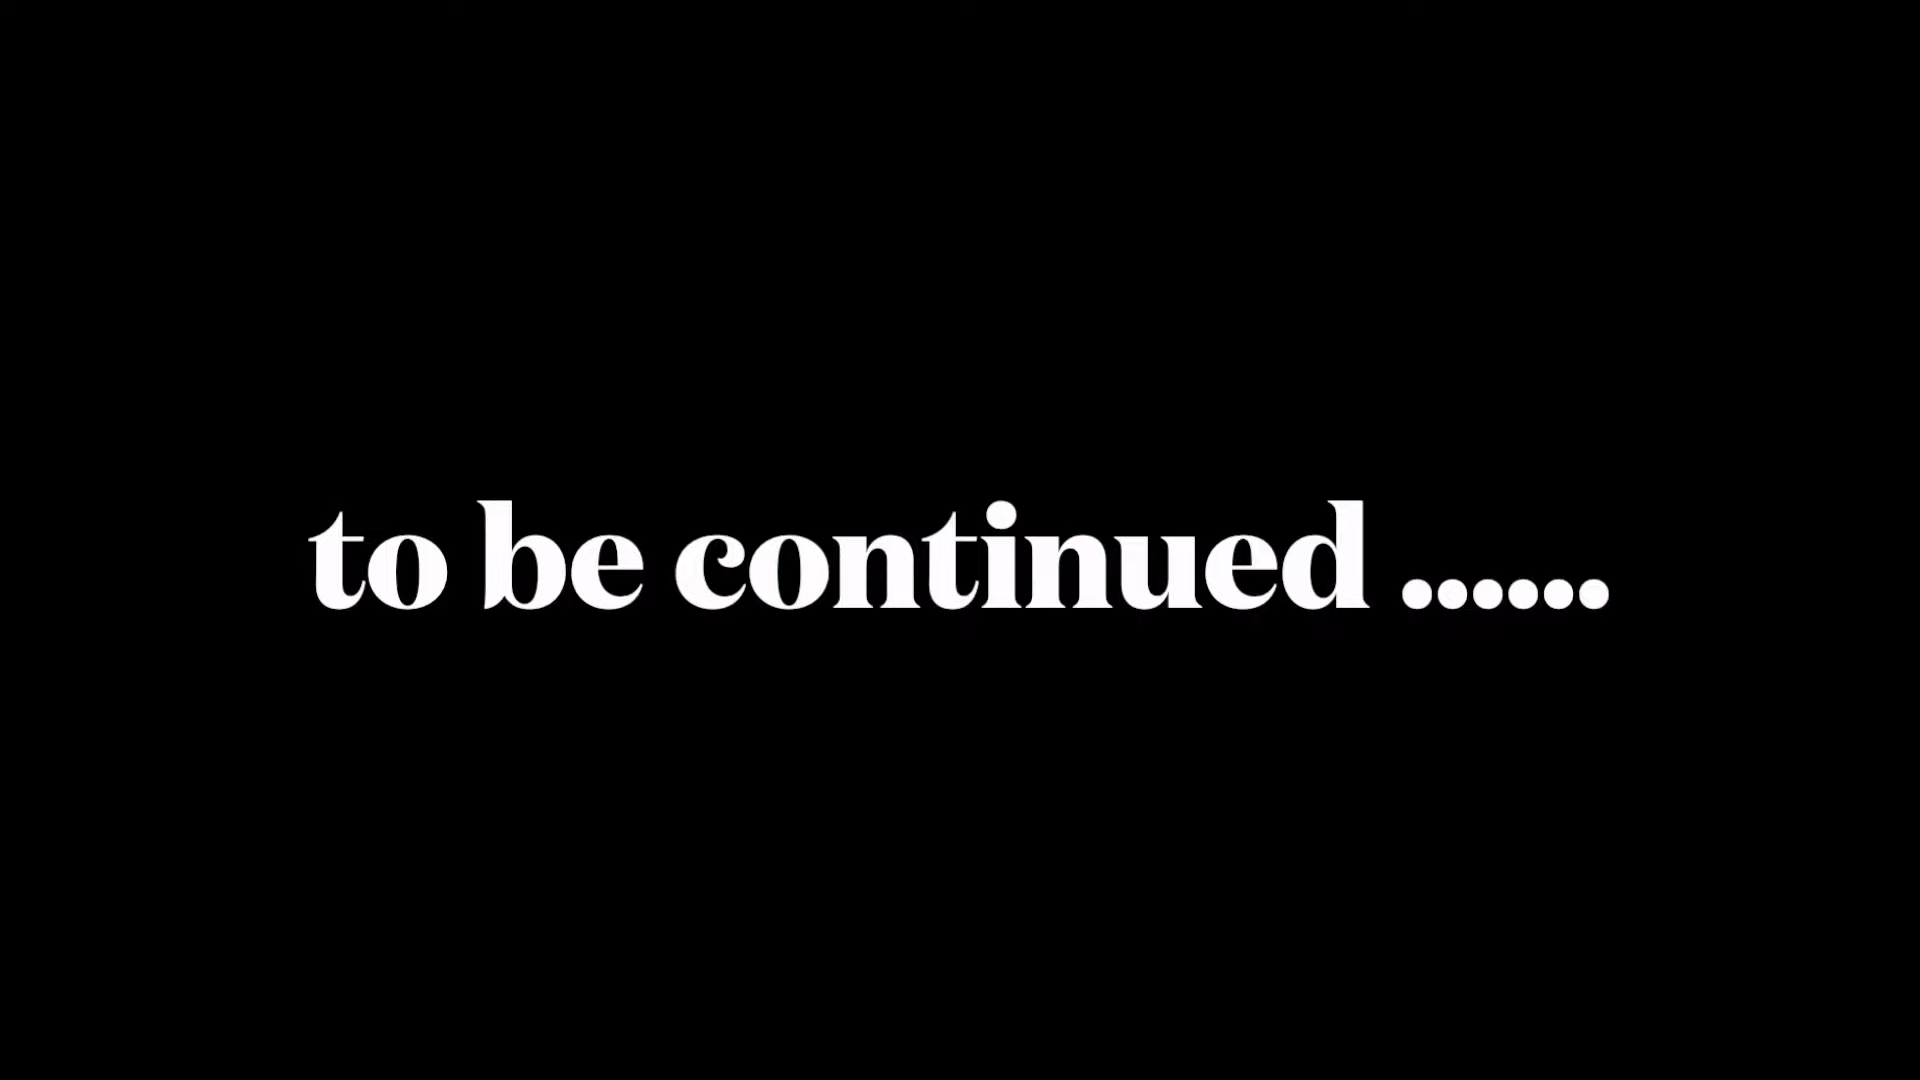 to be continued ......